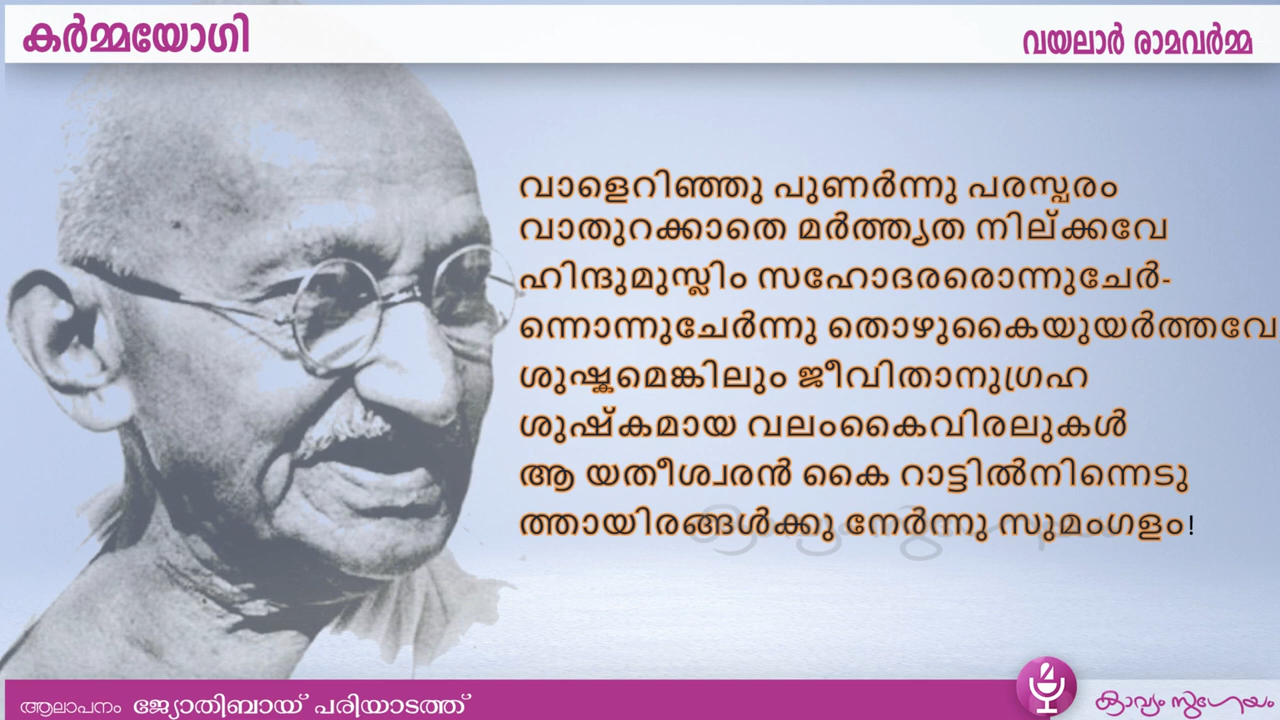 കർമ്മയോഗി
വയലാർ രാമവർമ്മ
വാളെറിഞ്ഞു പുണർന്നു പരസ്പരം
വാതുറക്കാതെ മർത്ത്യത നില്ക്കവേ
ഹിന്ദുമുസ്ലിം സഹോദരരൊന്നുചേർ-
ന്നൊന്നുചേർന്നു തൊഴുകൈയുയർത്തവേ
ശുഷ്കമെങ്കിലും ജീവിതാനുഗ്രഹ
ശുഷ്കമായ വലംകൈവിരലുകൾ
ആ യതീശ്വരൻ കൈ റാട്ടിൽനിന്നെടു
ത്തായിരങ്ങൾക്കു നേർന്നു സുമംഗളം!
കാവ്യം സുഗേയം
ആലാപനം ജ്യോതിബായ് പരിയാടത്ത്
കാവ്യം സുഗേയം